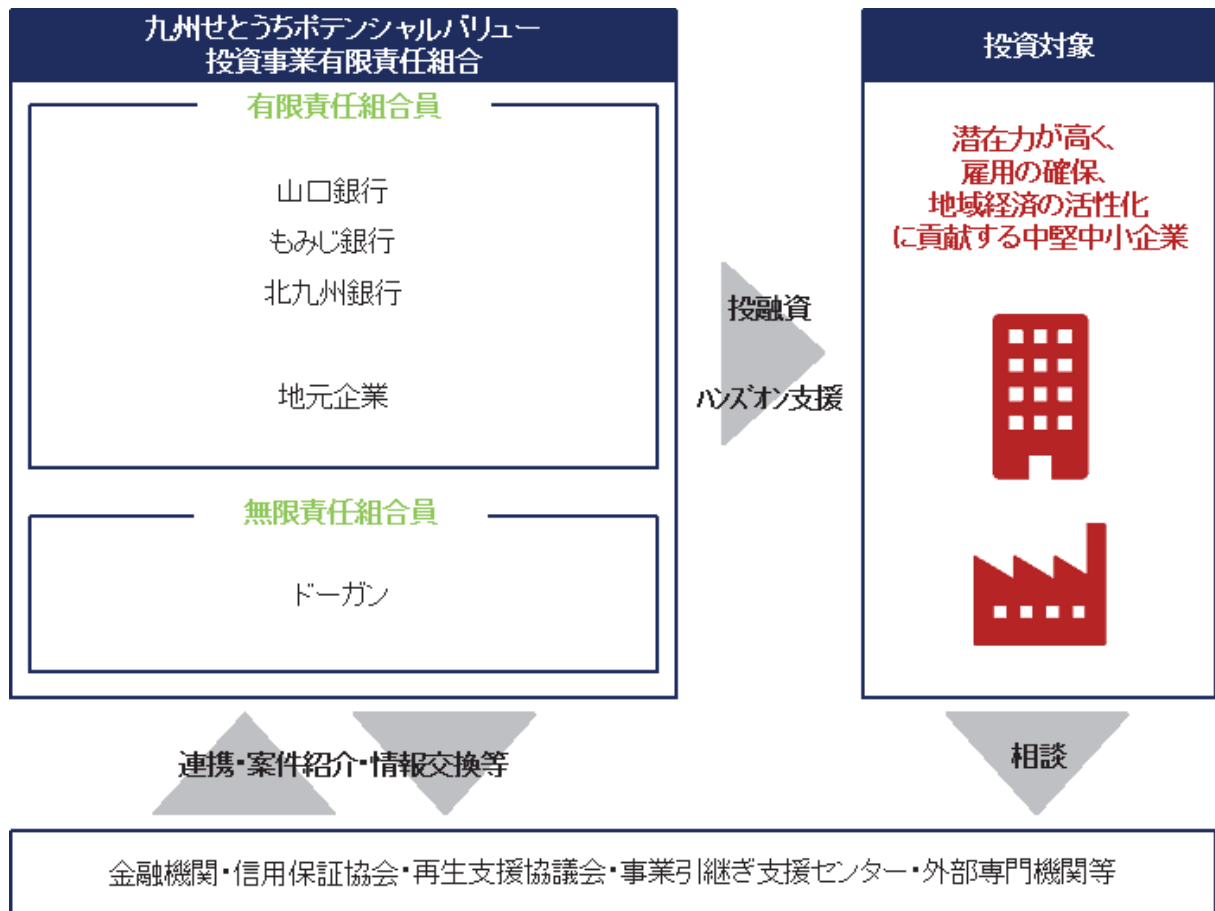 九州せとうちポテンシャルバリュー
投資事業有限責任組合
有限責任組合員
山口銀行
もみじ銀行
北九州銀行
地元企業
無限責任組合員
ドーガン
投融資
ハンズオン支援
投資対象
潜在力が高く、
雇用の確保、
地域経済の活性化
に貢献する中堅中小企業
連携・案件紹介・情報交換等
相談
金融機関・信用保証協会・再生支援協議会・事業引継ぎ支援センター・外部専門機関等